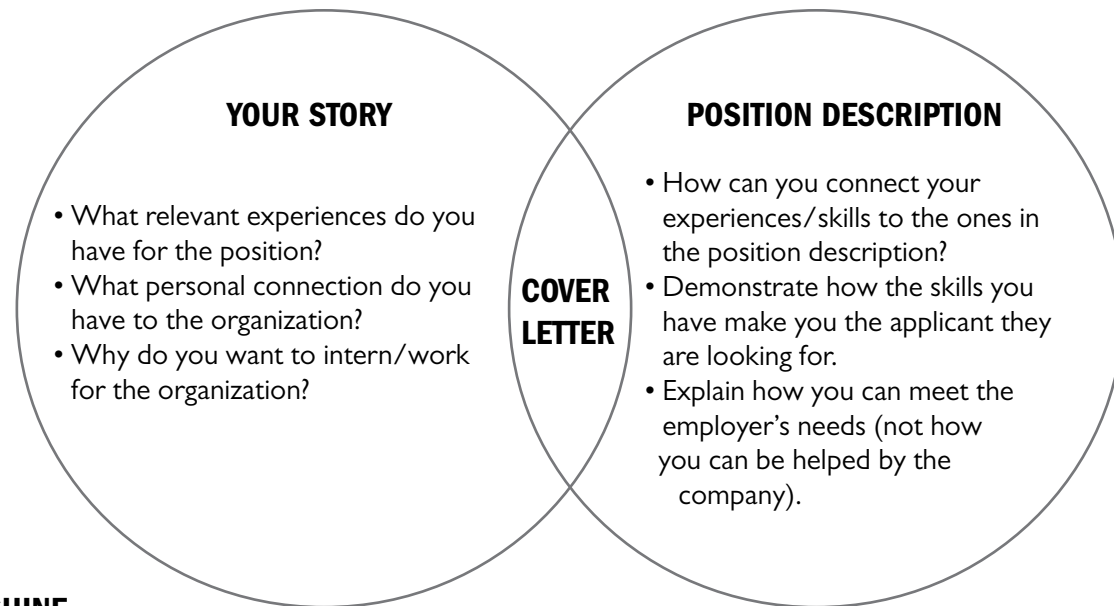 YOUR STORY
• What relevant experiences do you
have for the position?
• What personal connection do you
have to the organization?
• Why do you want to intern/work
for the organization?
COVER
LETTER
POSITION DESCRIPTION
• How can you connect your
experiences/skills to the ones in
the position description?
• Demonstrate how the skills you
have make you the applicant they
are looking for.
• Explain how you can meet the
employer’s needs (not how
you can be helped by the
company).